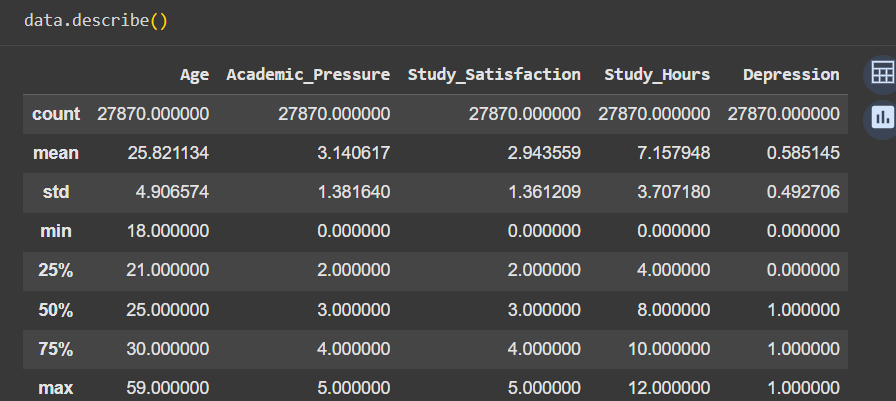 data.describe()
Age Academic_Pressure Study_Satisfaction Study_Hours Depression
count 27870.000000 27870.000000 27870.000000 27870.000000 27870.000000
mean 25.821134 3.140617 2.943559 7.157948 0.585145
std 4.906574 1.381640 1.361209 3.707180 0.492706
min 18.000000 0.000000 0.000000 0.000000 0.000000
25% 21.000000 2.000000 2.000000 4.000000 0.000000
50% 25.000000 3.000000 3.000000 8.000000 1.000000
75% 30.000000 4.000000 4.000000 10.000000 1.000000
max 59.000000 5.000000 5.000000 12.000000 1.000000